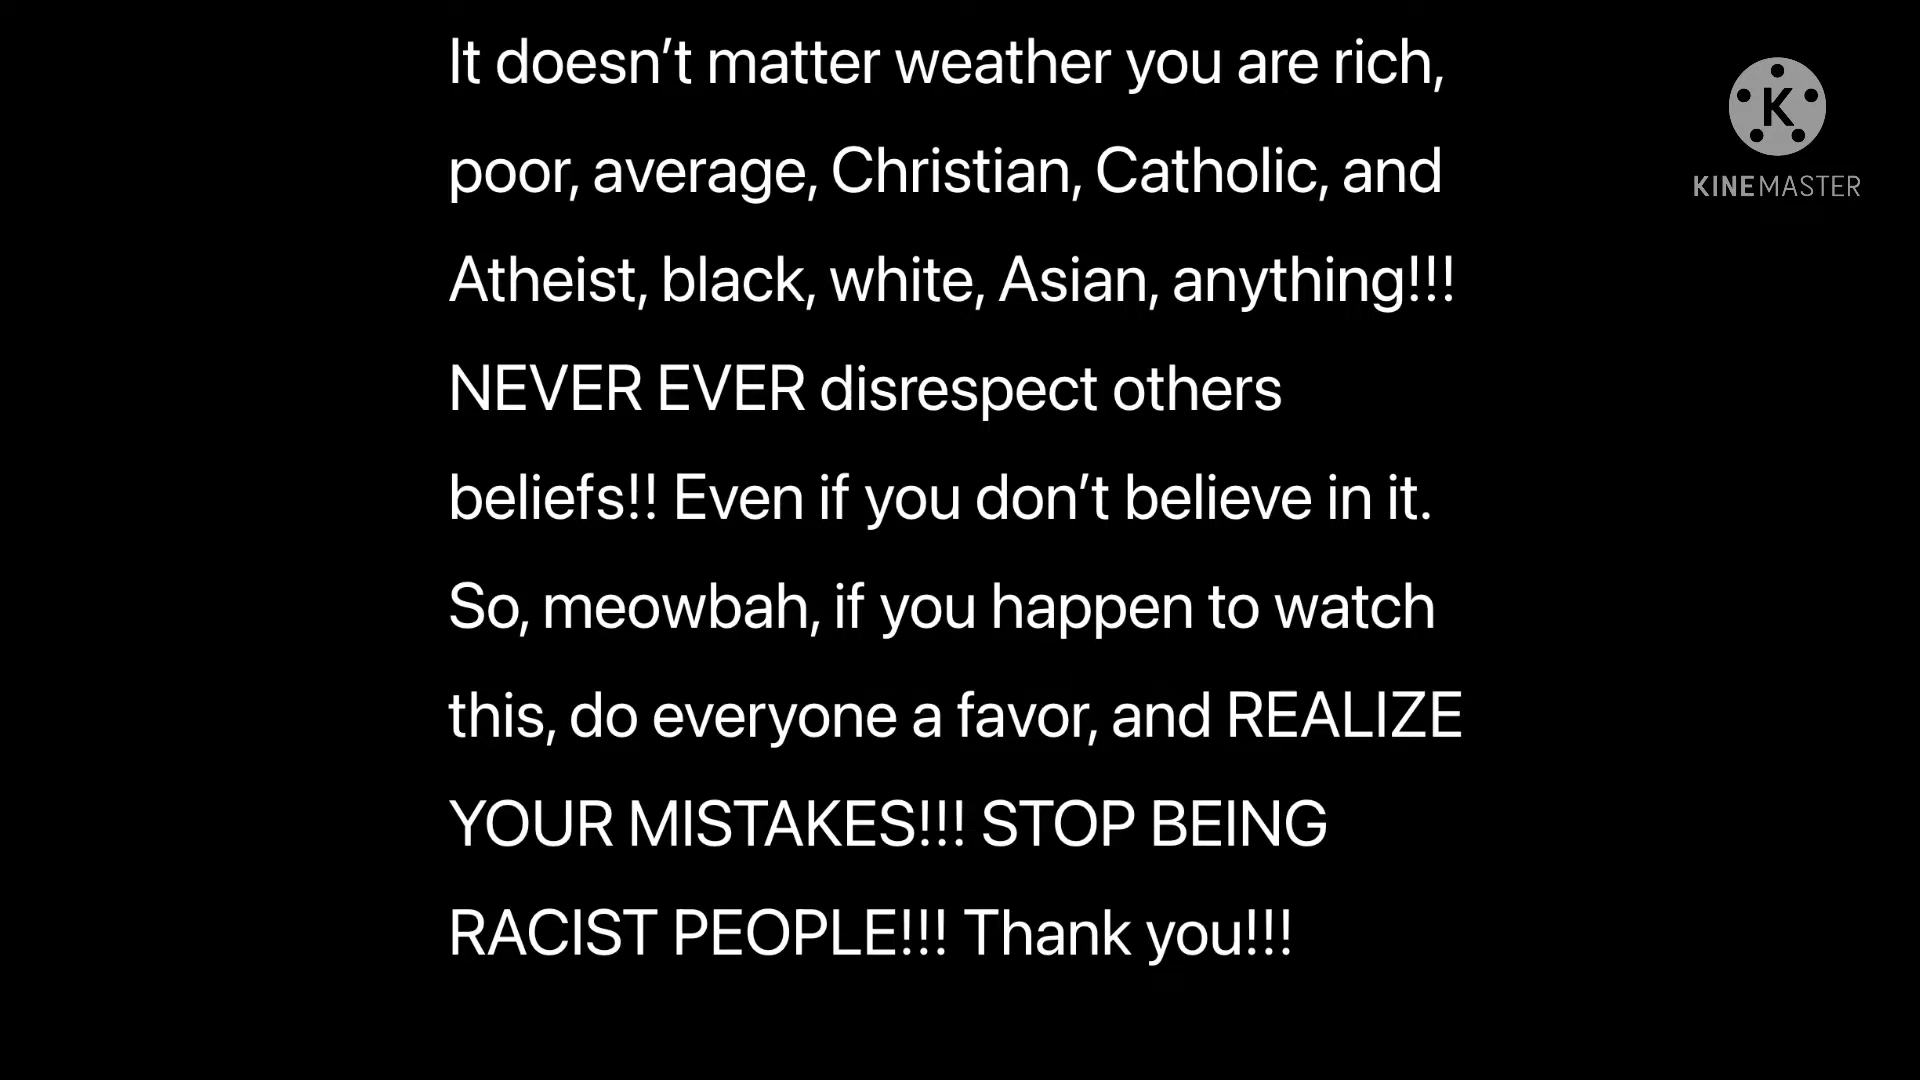 It doesn’t matter weather you are rich,
poor, average, Christian, Catholic, and
Atheist, black, white, Asian, anything!!!
NEVER EVER disrespect others
beliefs!! Even if you don’t believe in it.
So, meowbah, if you happen to watch
this, do everyone a favor, and REALIZE
YOUR MISTAKES!!! STOP BEING
RACIST PEOPLE!!! Thank you!!!
K
KINEMASTER